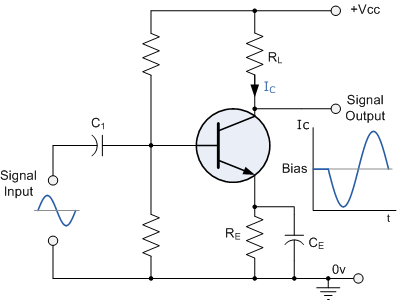 +Vcc
RL
IC
C1
Signal
Output
Ic
Signal
Input
Bias
t
RE
CE
0v